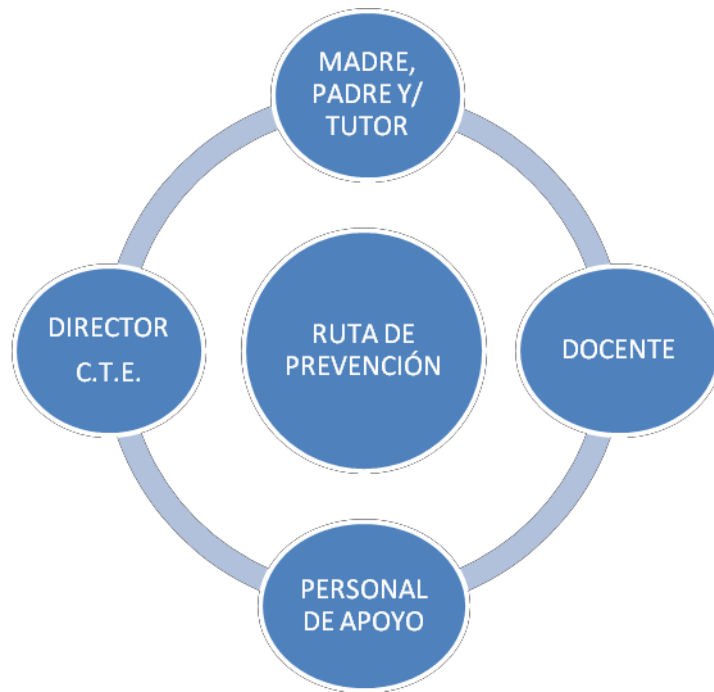 MADRE,
PADRE Y/
TUTOR
DIRECTOR
C.T.E.
RUTA DE
PREVENCIÓN
DOCENTE
PERSONAL
DE APOYO